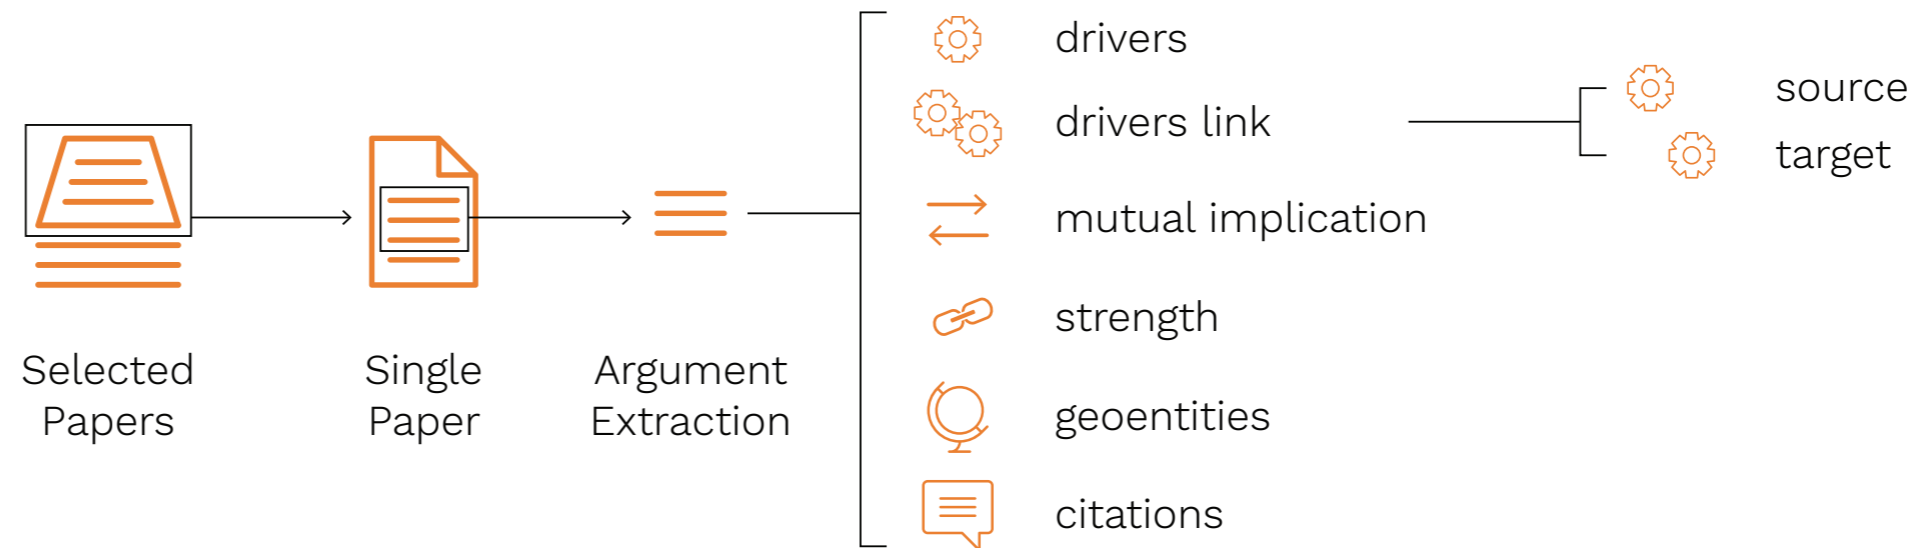 Selected
Papers
Single
Paper
Argument
Extraction
drivers
drivers link
source
target
mutual implication
strength
geoentities
citations